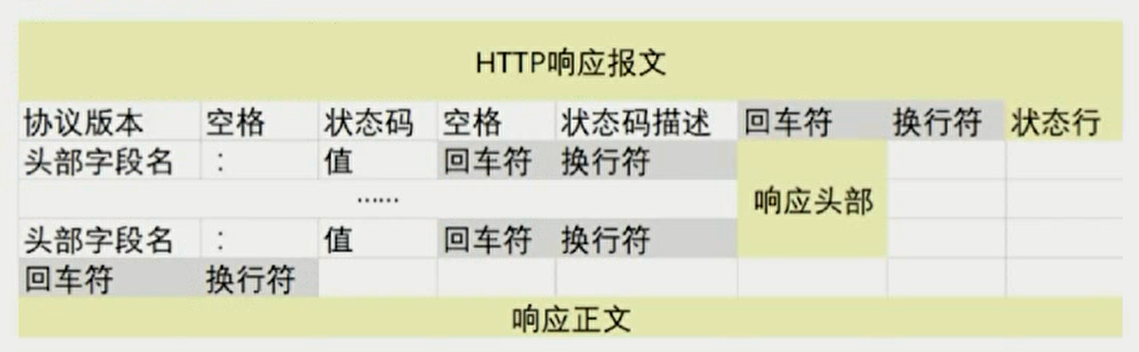 HTTP响应报文
协议版本 空格 状态码 空格 状态码描述 回车符 换行符 状态行
头部字段名 : 值 回车符 换行符
响应头部
······
头部字段名 : 值 回车符 换行符
回车符 换行符
响应正文